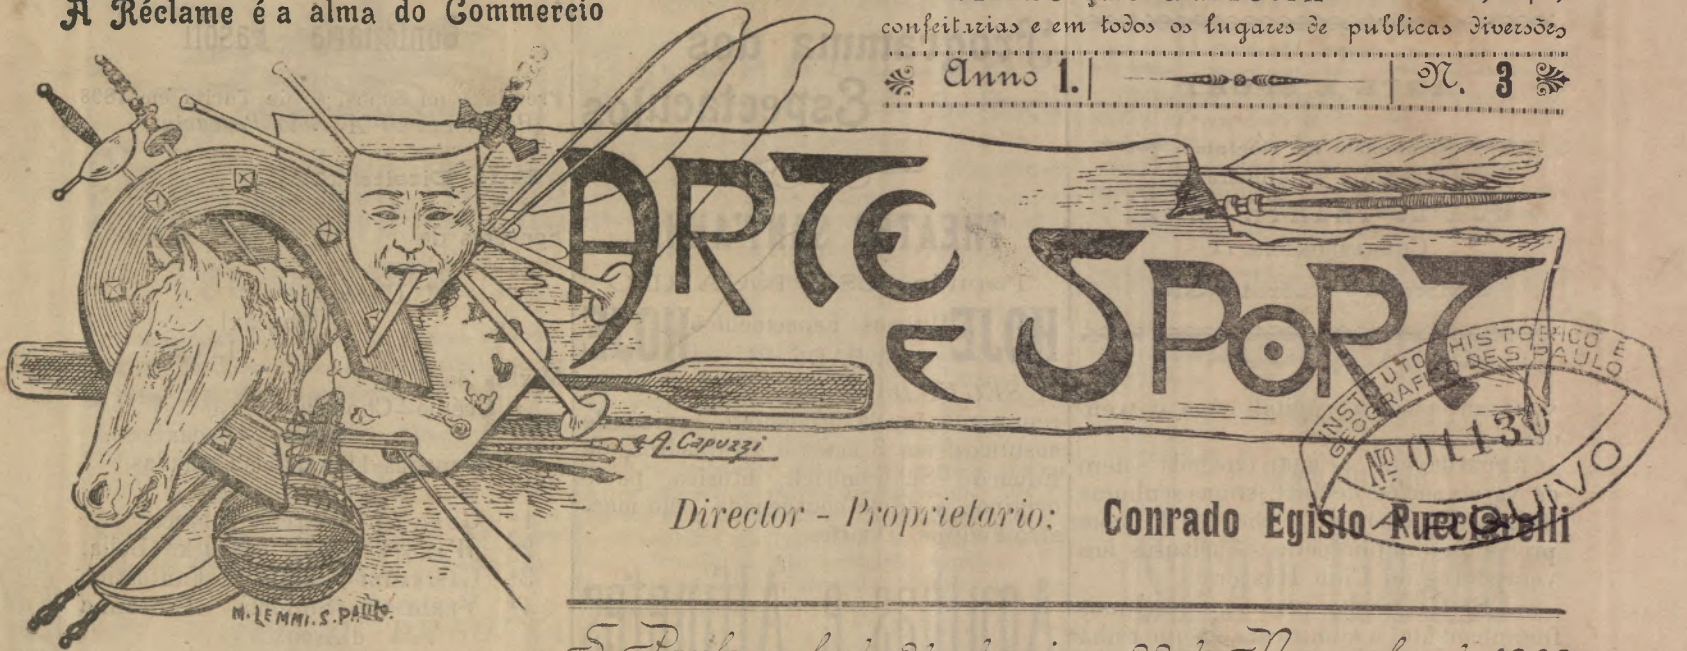 A Réclame é a alma do Commercio
confeitarias e em todos os lugares de publicas diversões
Anno 1. N. 3
ARTE
E SPORT
INSTITUTO HISTORICO E
GEOGRAFICO DE S. PAULO
Nº 01130
ARQUIVO
A. Capuzzi
Director - Proprietario: Conrado Egisto Rucciarelli
M. LEMMI. S. PAULO.